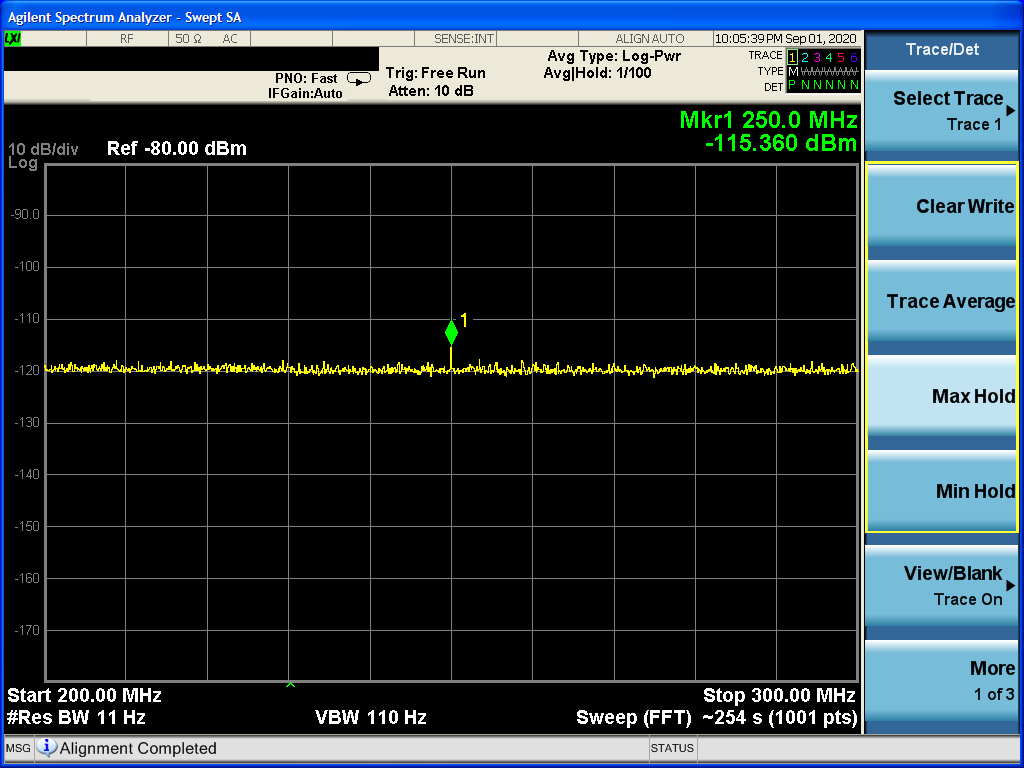 Agilent Spectrum Analyzer - Swept SA
LXI RF 50 Ω AC SENSE:INT ALIGN AUTO 10:05:39 PM Sep 01, 2020
PNO: Fast
IFGain:Auto
Trig: Free Run
Atten: 10 dB
Avg Type: Log-Pwr
Avg|Hold: 1/100
TRACE 1 2 3 4 5 6
TYPE M W W W W W
DET P N N N N N
Mkr1 250.0 MHz
-115.360 dBm
10 dB/div
Log
Ref -80.00 dBm
-90.0
-100
-110
-120
-130
-140
-150
-160
-170
1
Start 200.00 MHz
Stop 300.00 MHz
#Res BW 11 Hz
VBW 110 Hz
Sweep (FFT) ~254 s (1001 pts)
MSG
Alignment Completed
STATUS
Trace/Det
Select Trace
Trace 1
Clear Write
Trace Average
Max Hold
Min Hold
View/Blank
Trace On
More
1 of 3